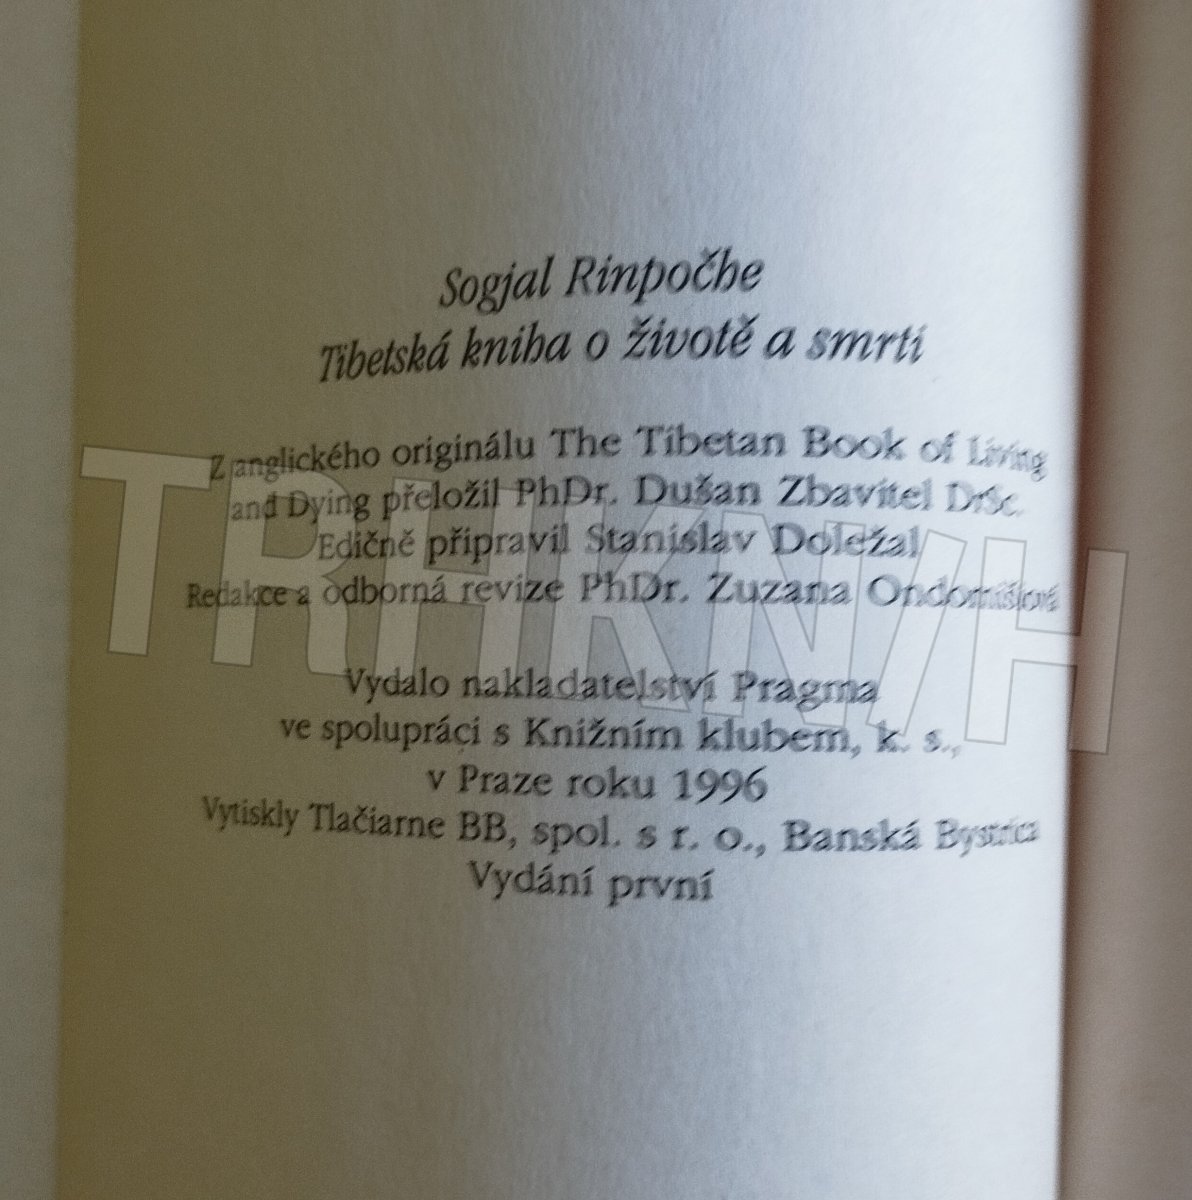 Sogjal Rinpočhe
Tibetská kniha o životě a smrti
Z anglického originálu The Tibetan Book of Living
and Dying přeložil PhDr. Dušan Zbavitel DrSc.
Edičně připravil Stanislav Doležal
Redakce a odborná revize PhDr. Zuzana Ondomišiová
Vydalo nakladatelství Pragma
ve spolupráci s Knižním klubem, k. s.,
v Praze roku 1996
Vytiskly Tlačiarne BB, spol. s r. o., Banská Bystrica
Vydání první
TRHKNIH